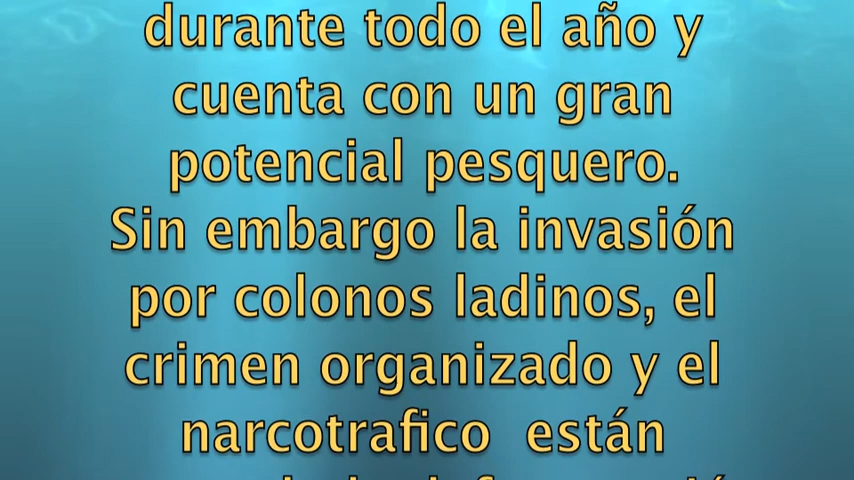 durante todo el año y
cuenta con un gran
potencial pesquero.
Sin embargo la invasión
por colonos ladinos, el
crimen organizado y el
narcotrafico  están